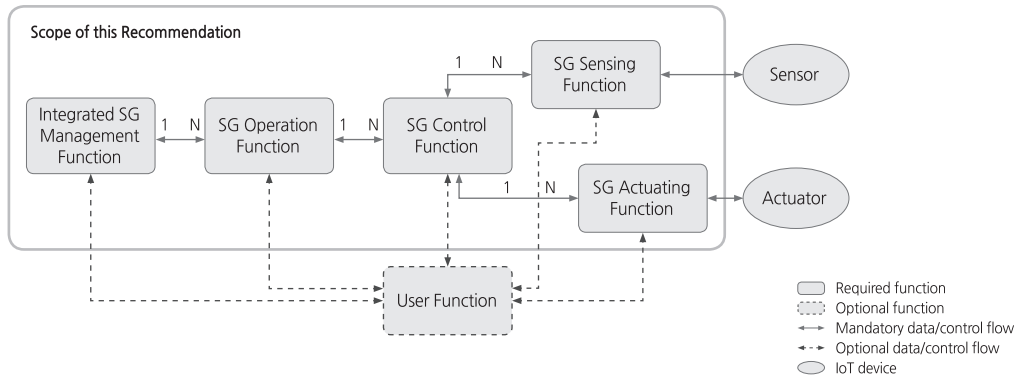 Scope of this Recommendation
Integrated SG
Management
Function
1 N
SG Operation
Function
1 N
SG Control
Function
1 N
SG Sensing
Function
Sensor
1 N
SG Actuating
Function
Actuator
User Function
Required function
Optional function
Mandatory data/control flow
Optional data/control flow
IoT device